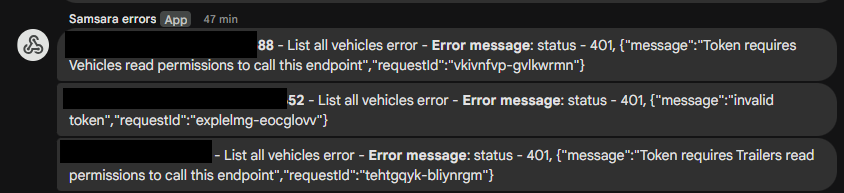 Samsara errors App 47 min
88 - List all vehicles error - Error message: status - 401, {"message":"Token requires
Vehicles read permissions to call this endpoint","requestId":"vkivnfvp-gvlkwrmn"}
52 - List all vehicles error - Error message: status - 401, {"message":"invalid
token","requestId":"explelmg-eocglovv"}
- List all vehicles error - Error message: status - 401, {"message":"Token requires Trailers read
permissions to call this endpoint","requestId":"tehtgqyk-bliynrgm"}